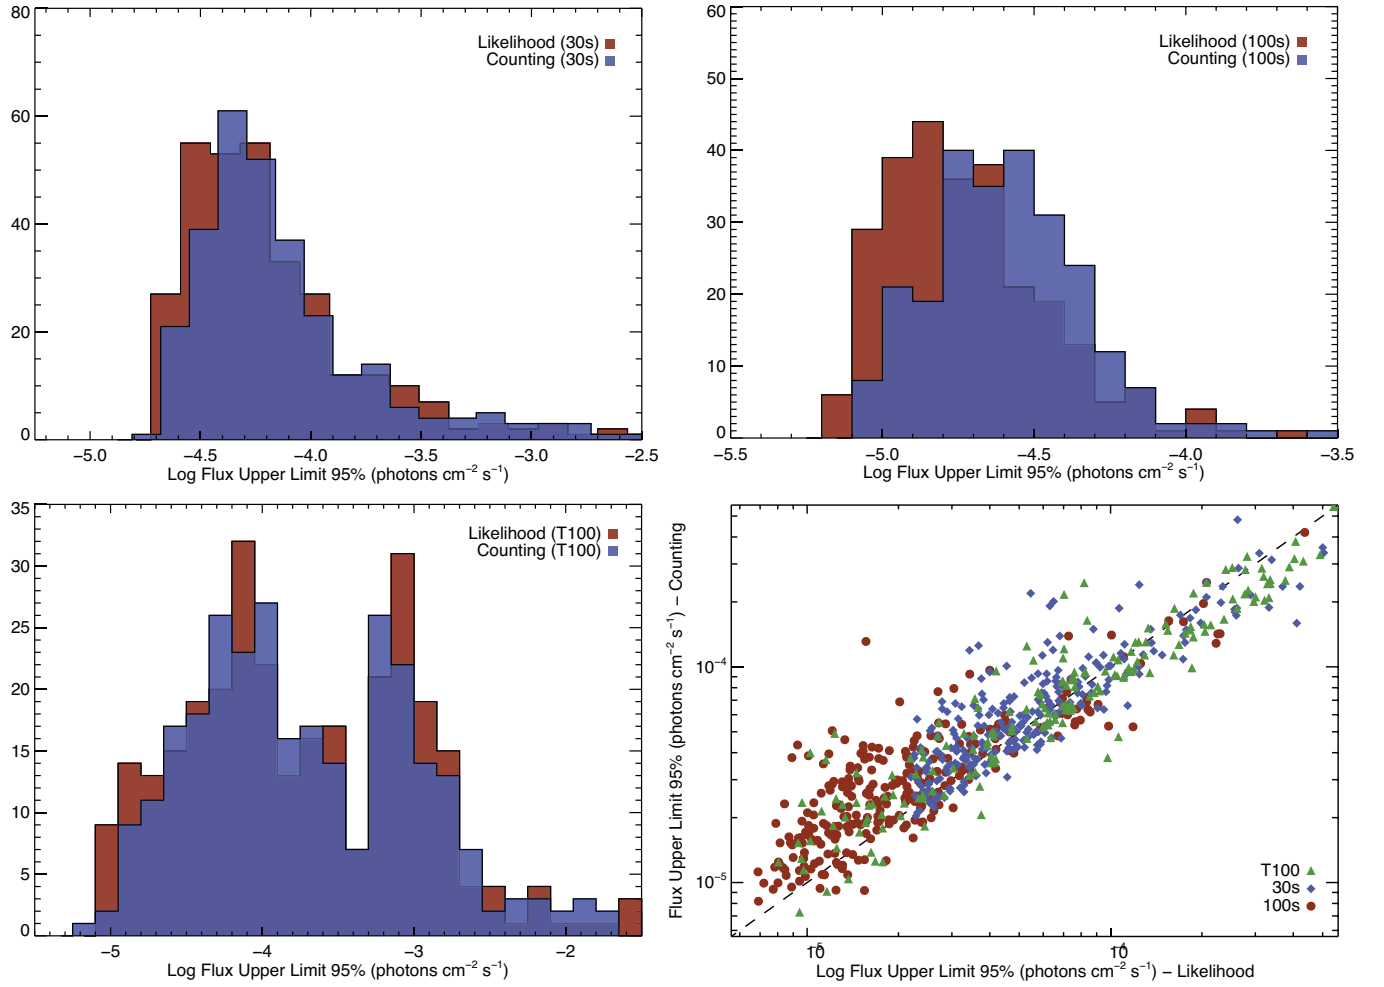 80
60
40
20
0
Likelihood (30s)
Counting (30s)
−5.0 −4.5 −4.0 −3.5 −3.0 −2.5
Log Flux Upper Limit 95% (photons cm⁻² s⁻¹)
60
50
40
30
20
10
0
Likelihood (100s)
Counting (100s)
−5.5 −5.0 −4.5 −4.0 −3.5
Log Flux Upper Limit 95% (photons cm⁻² s⁻¹)
35
30
25
20
15
10
5
0
Likelihood (T100)
Counting (T100)
−5 −4 −3 −2
Log Flux Upper Limit 95% (photons cm⁻² s⁻¹)
Flux Upper Limit 95% (photons cm⁻² s⁻¹) − Counting
10⁻⁴
10⁻⁵
T100
30s
100s
Log Flux Upper Limit 95% (photons cm⁻² s⁻¹) − Likelihood